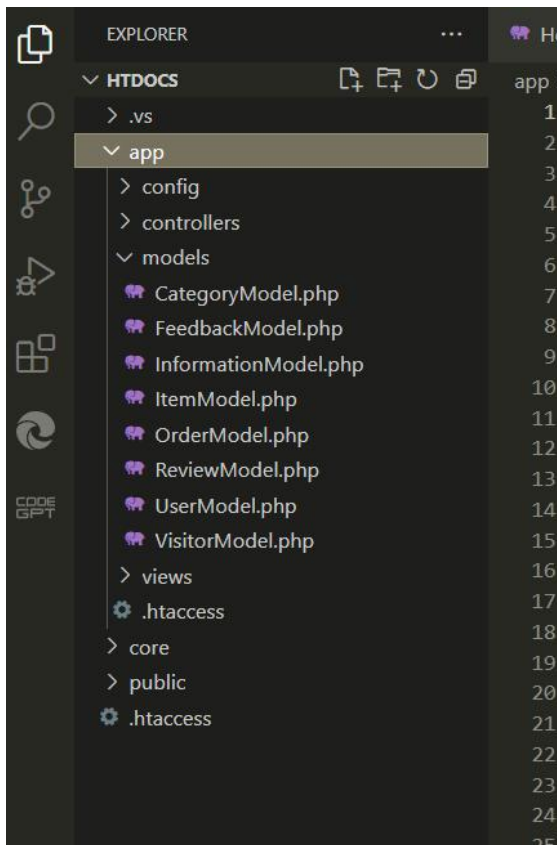 EXPLORER
...
H
HTDOCS
app
.vs
app
config
controllers
models
CategoryModel.php
FeedbackModel.php
InformationModel.php
ItemModel.php
OrderModel.php
ReviewModel.php
UserModel.php
VisitorModel.php
views
.htaccess
core
public
.htaccess
CODE
GPT
1
2
3
4
5
6
7
8
9
10
11
12
13
14
15
16
17
18
19
20
21
22
23
24